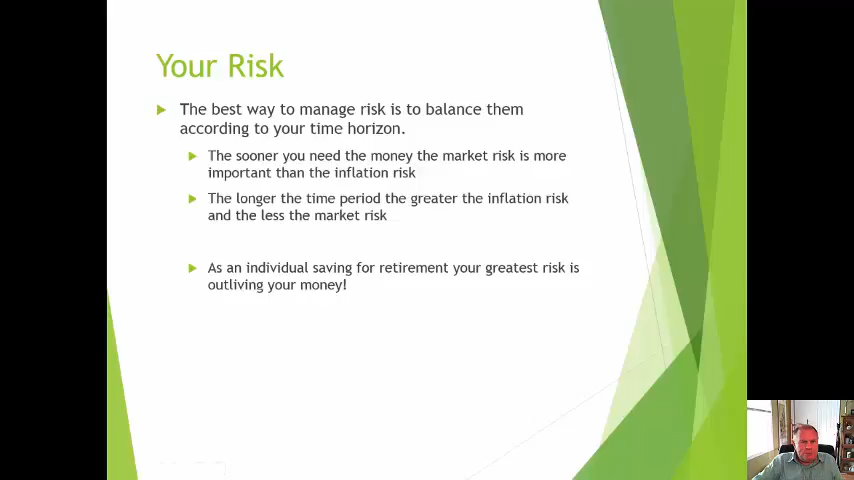 Your Risk
The best way to manage risk is to balance them
according to your time horizon.
The sooner you need the money the market risk is more
important than the inflation risk
The longer the time period the greater the inflation risk
and the less the market risk
As an individual saving for retirement your greatest risk is
outliving your money!